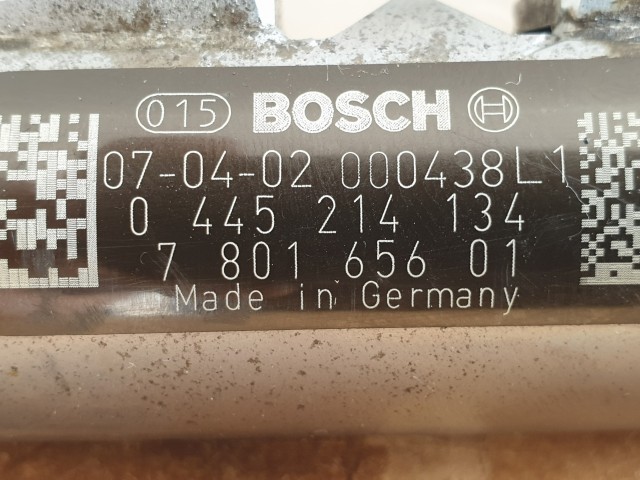 015 BOSCH
07-04-02 000438L1
0 445 214 134
7 801 656 01
Made in Germany